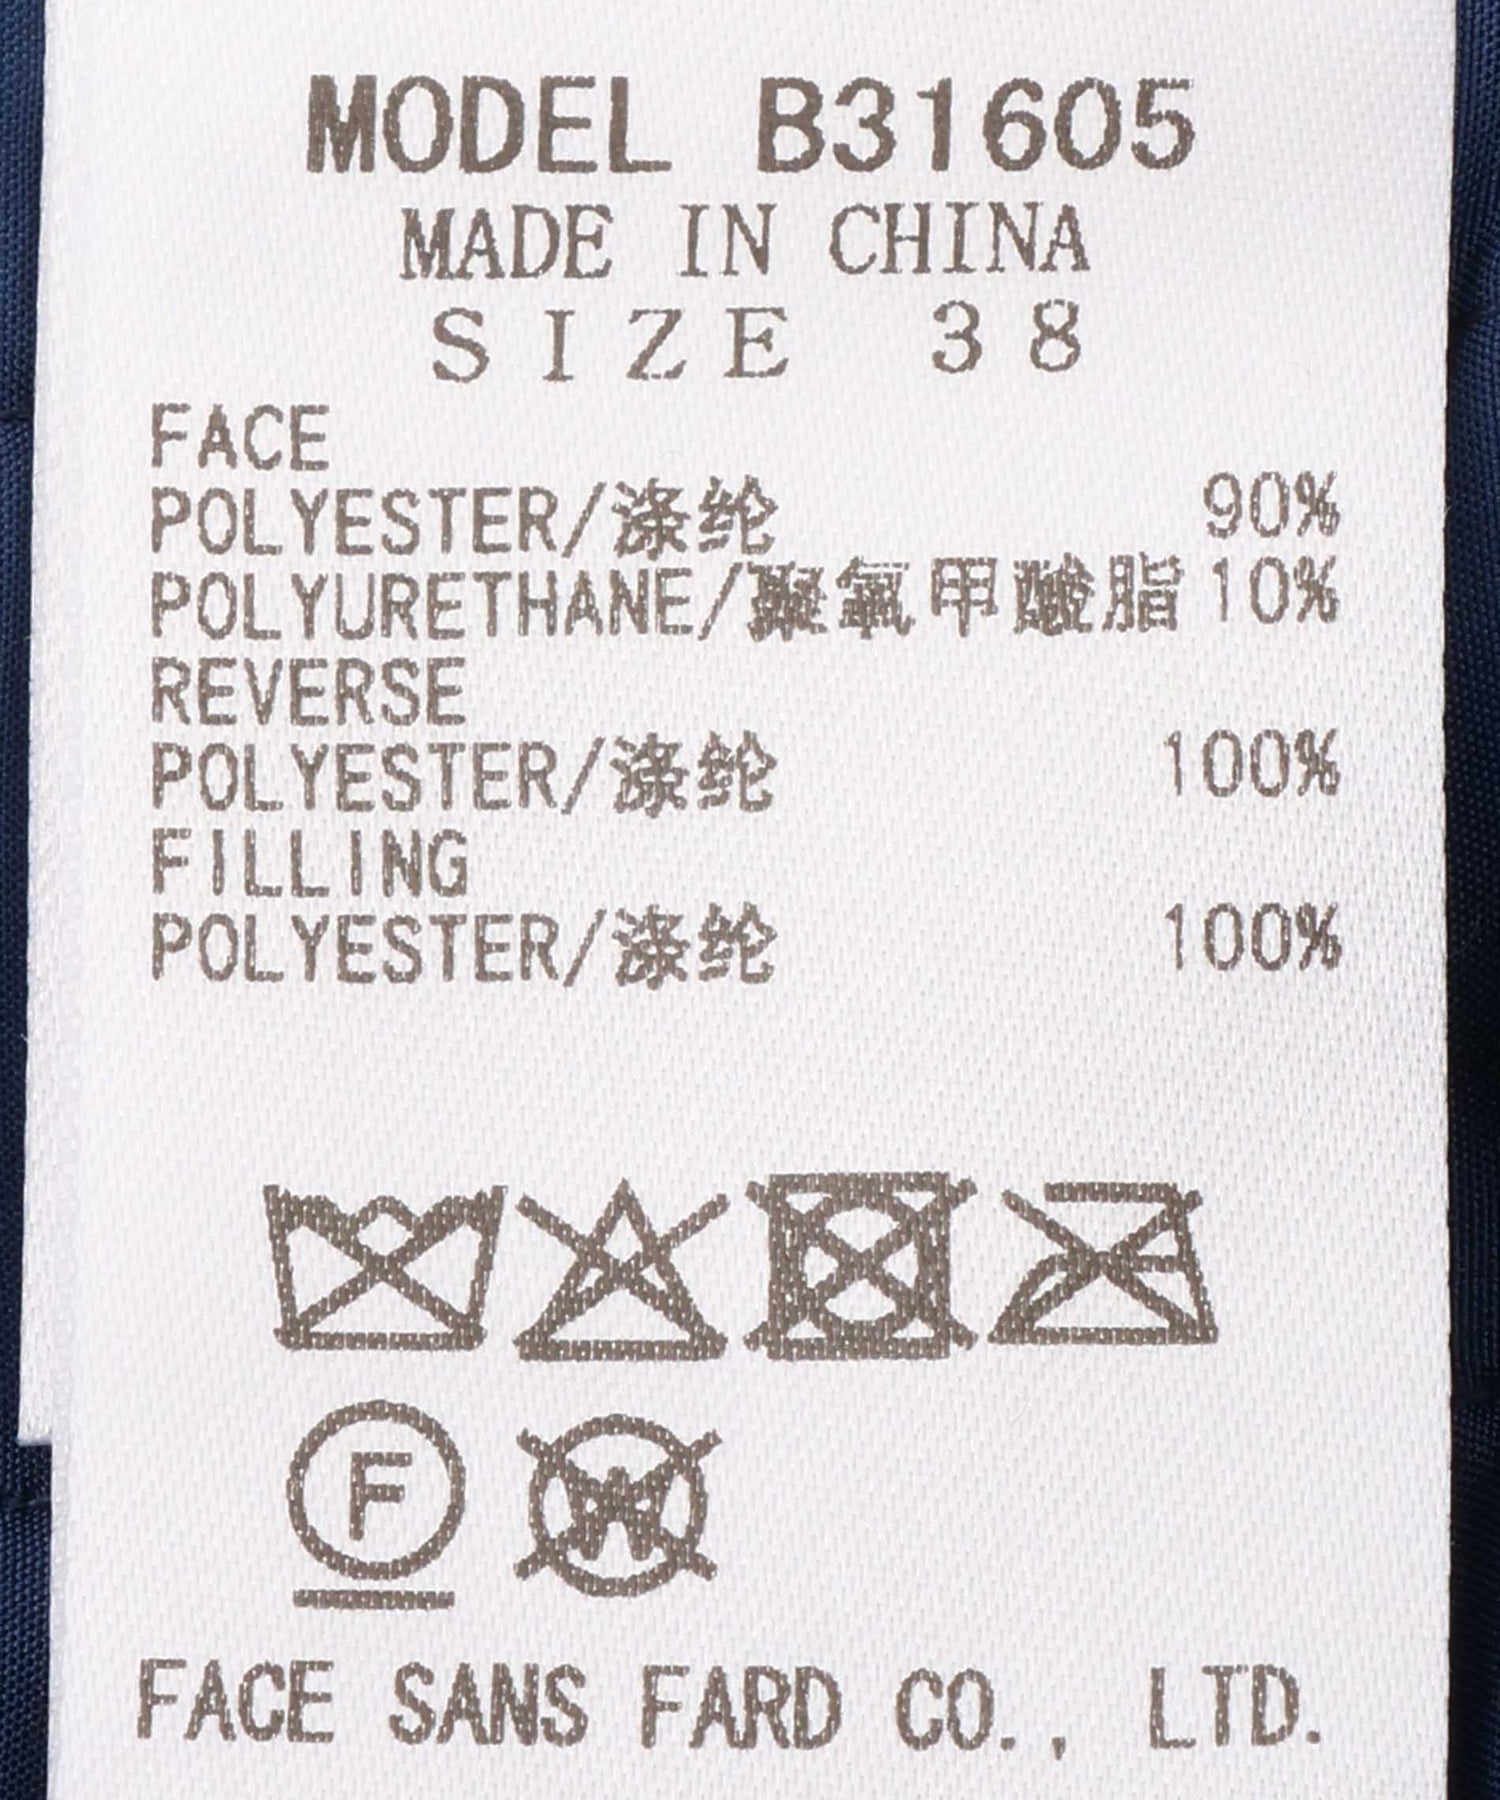 MODEL B31605
MADE IN CHINA
SIZE 38
FACE
POLYESTER/涤纶 90%
POLYURETHANE/聚氧甲酸脂 10%
REVERSE
POLYESTER/涤纶 100%
FILLING
POLYESTER/涤纶 100%
F W
FACE SANS FARD CO., LTD.